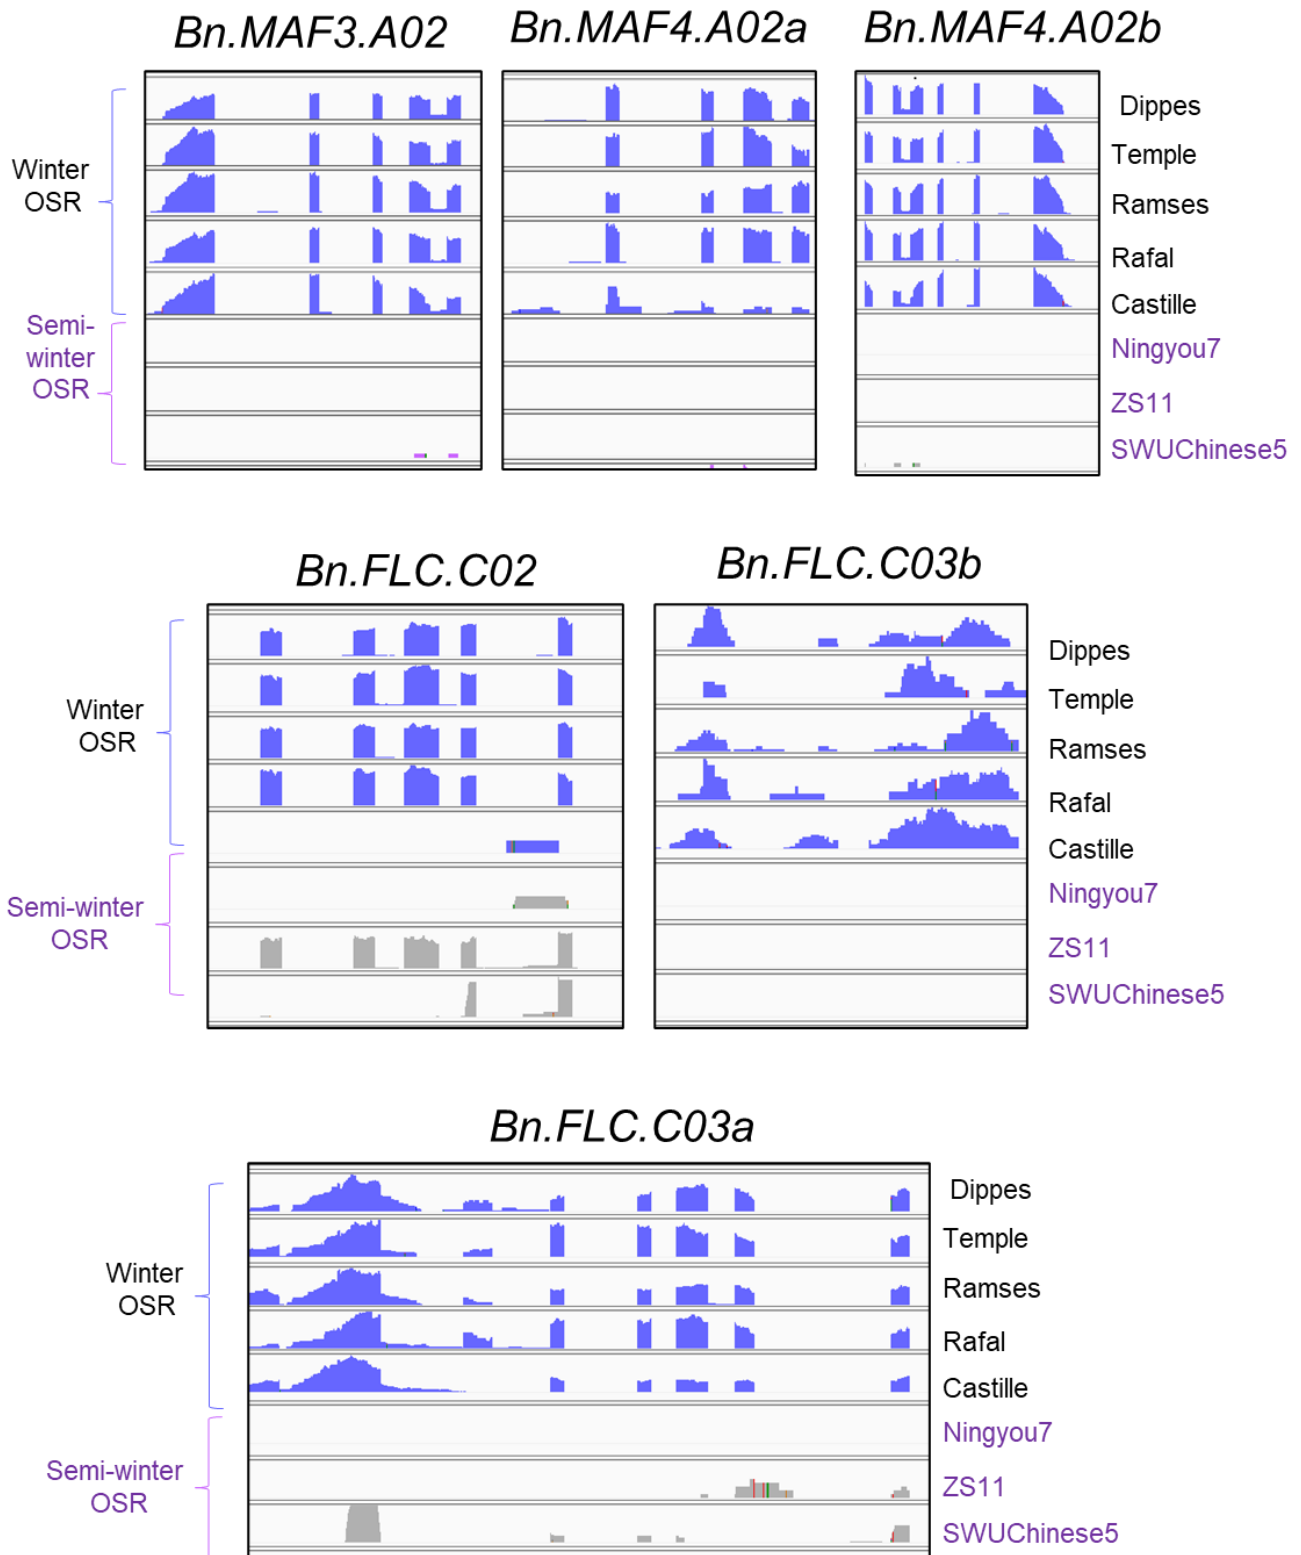 Bn.MAF3.A02
Bn.MAF4.A02a
Bn.MAF4.A02b
Winter
OSR
Semi-
winter
OSR
Dippes
Temple
Ramses
Rafal
Castille
Ningyou7
ZS11
SWUChinese5
Bn.FLC.C02
Bn.FLC.C03b
Winter
OSR
Semi-winter
OSR
Dippes
Temple
Ramses
Rafal
Castille
Ningyou7
ZS11
SWUChinese5
Bn.FLC.C03a
Winter
OSR
Semi-winter
OSR
Dippes
Temple
Ramses
Rafal
Castille
Ningyou7
ZS11
SWUChinese5